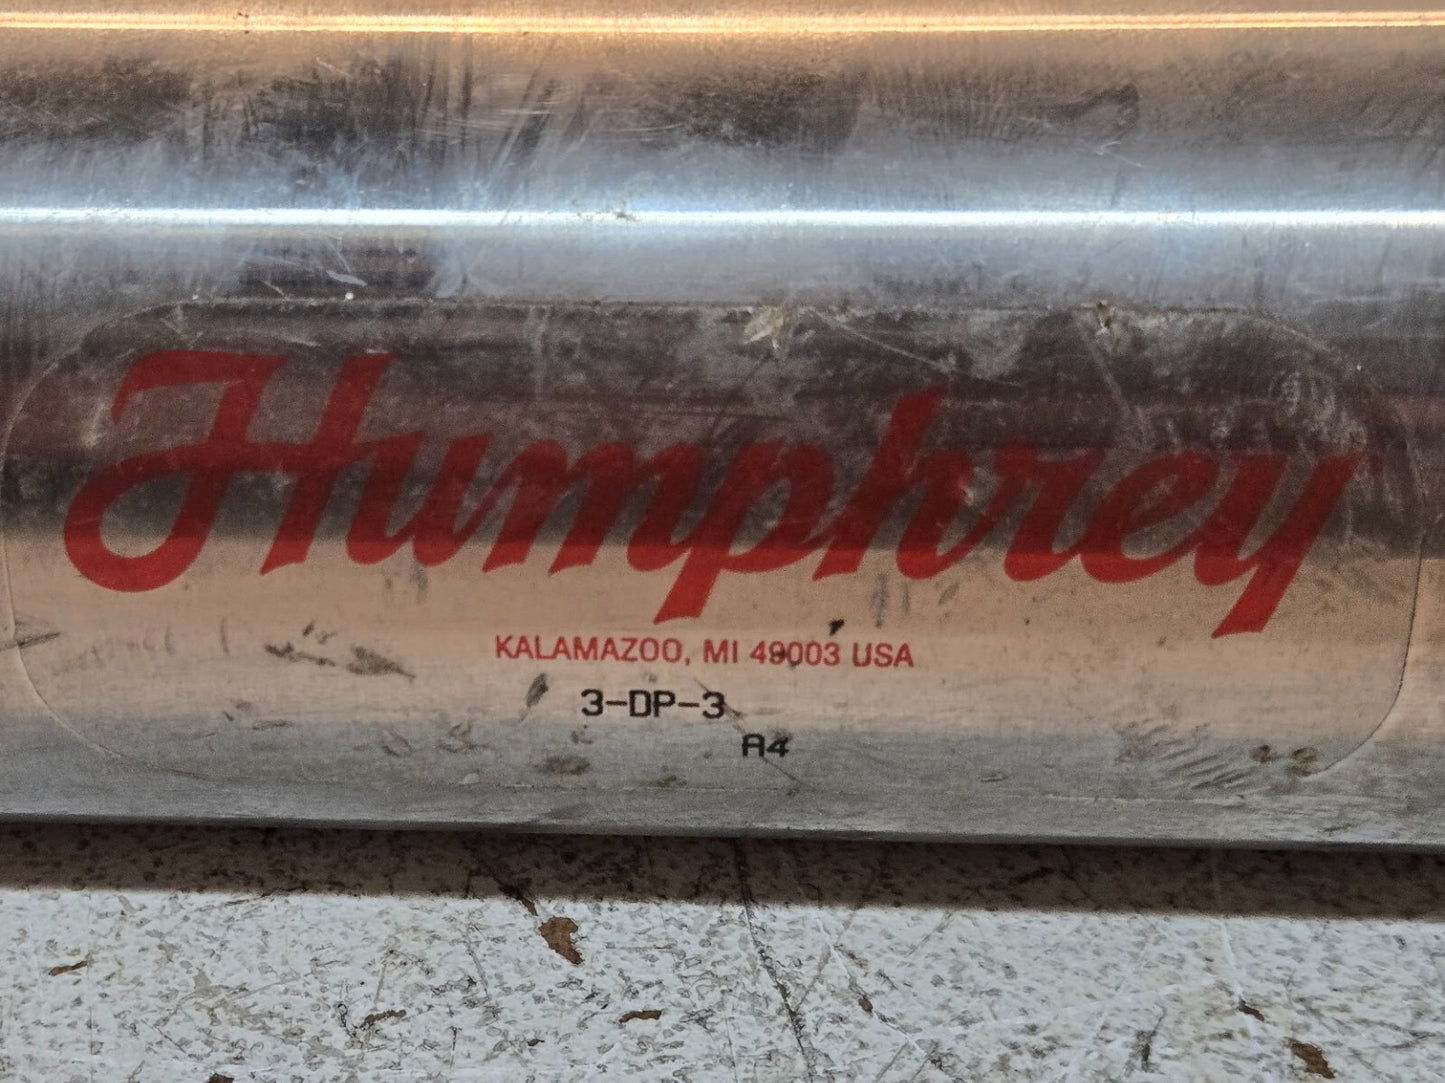 Humphrey
KALAMAZOO, MI 49003 USA
3-DP-3
A4